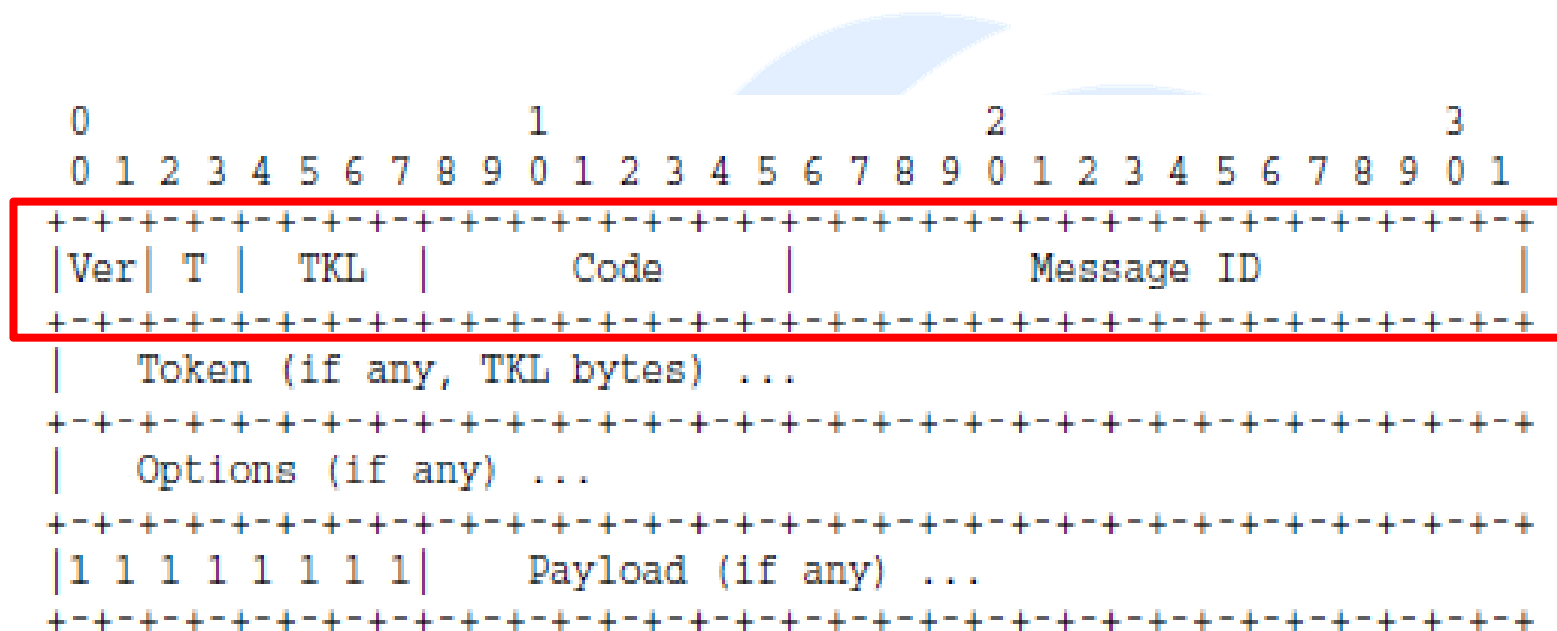 0 1 2 3
0 1 2 3 4 5 6 7 8 9 0 1 2 3 4 5 6 7 8 9 0 1 2 3 4 5 6 7 8 9 0 1
+-+-+-+-+-+-+-+-+-+-+-+-+-+-+-+-+-+-+-+-+-+-+-+-+-+-+-+-+-+-+-+-+
|Ver| T | TKL | Code | Message ID |
+-+-+-+-+-+-+-+-+-+-+-+-+-+-+-+-+-+-+-+-+-+-+-+-+-+-+-+-+-+-+-+-+
| Token (if any, TKL bytes) ...
+-+-+-+-+-+-+-+-+-+-+-+-+-+-+-+-+-+-+-+-+-+-+-+-+-+-+-+-+-+-+-+-+
| Options (if any) ...
+-+-+-+-+-+-+-+-+-+-+-+-+-+-+-+-+-+-+-+-+-+-+-+-+-+-+-+-+-+-+-+-+
|1 1 1 1 1 1 1 1| Payload (if any) ...
+-+-+-+-+-+-+-+-+-+-+-+-+-+-+-+-+-+-+-+-+-+-+-+-+-+-+-+-+-+-+-+-+